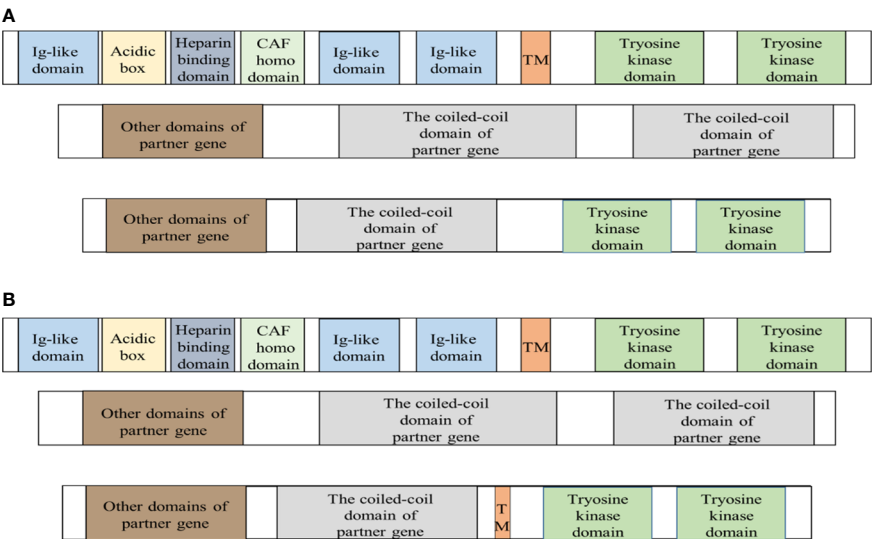 A
Ig-like
domain
Acidic
box
Heparin
binding
domain
CAF
homo
domain
Ig-like
domain
Ig-like
domain
TM
Tryosine
kinase
domain
Tryosine
kinase
domain
Other domains of
partner gene
The coiled-coil
domain of
partner gene
The coiled-coil
domain of
partner gene
Other domains of
partner gene
The coiled-coil
domain of
partner gene
Tryosine
kinase
domain
Tryosine
kinase
domain
B
Ig-like
domain
Acidic
box
Heparin
binding
domain
CAF
homo
domain
Ig-like
domain
Ig-like
domain
TM
Tryosine
kinase
domain
Tryosine
kinase
domain
Other domains of
partner gene
The coiled-coil
domain of
partner gene
The coiled-coil
domain of
partner gene
Other domains of
partner gene
The coiled-coil
domain of
partner gene
T
M
Tryosine
kinase
domain
Tryosine
kinase
domain